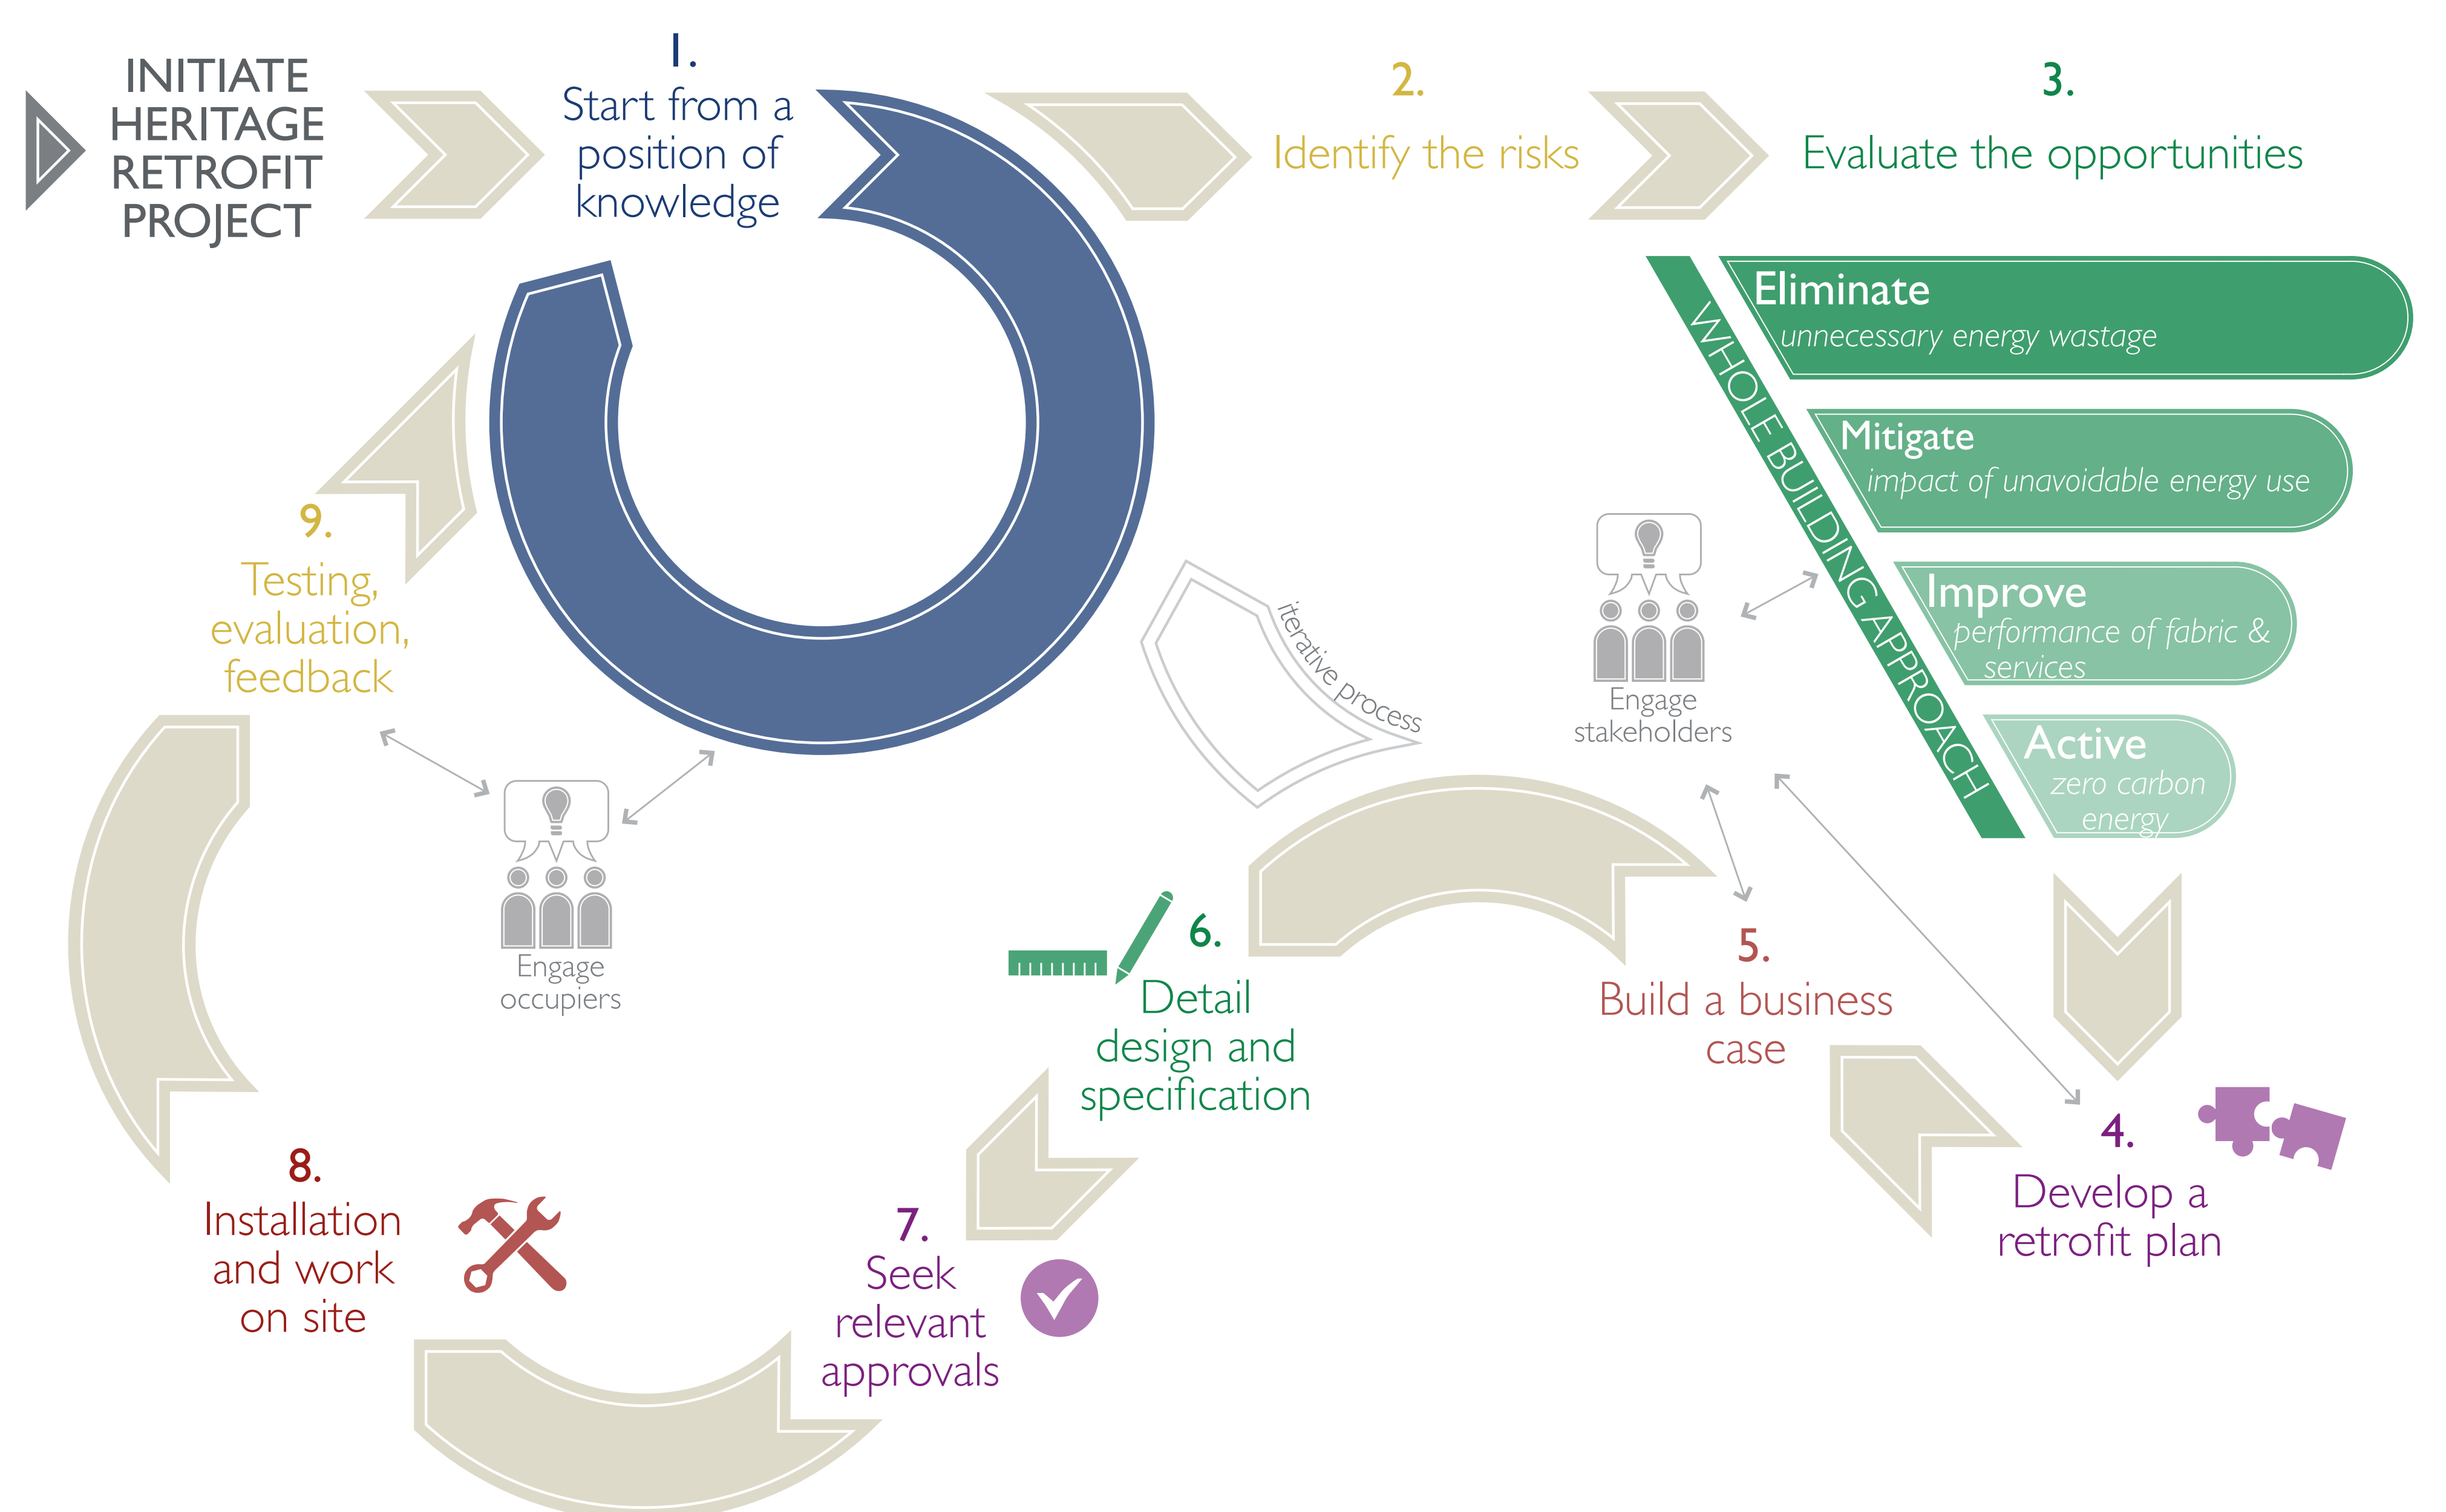 INITIATE
HERITAGE
RETROFIT
PROJECT
1.
Start from a
position of
knowledge
2.
Identify the risks
3.
Evaluate the opportunities
WHOLE BUILDING APPROACH
Eliminate
unnecessary energy wastage
Mitigate
impact of unavoidable energy use
Improve
performance of fabric &
services
Active
zero carbon
energy
iterative process
Engage
stakeholders
4.
Develop a
retrofit plan
5.
Build a business
case
6.
Detail
design and
specification
7.
Seek
relevant
approvals
8.
Installation
and work
on site
9.
Testing,
evaluation,
feedback
Engage
occupiers